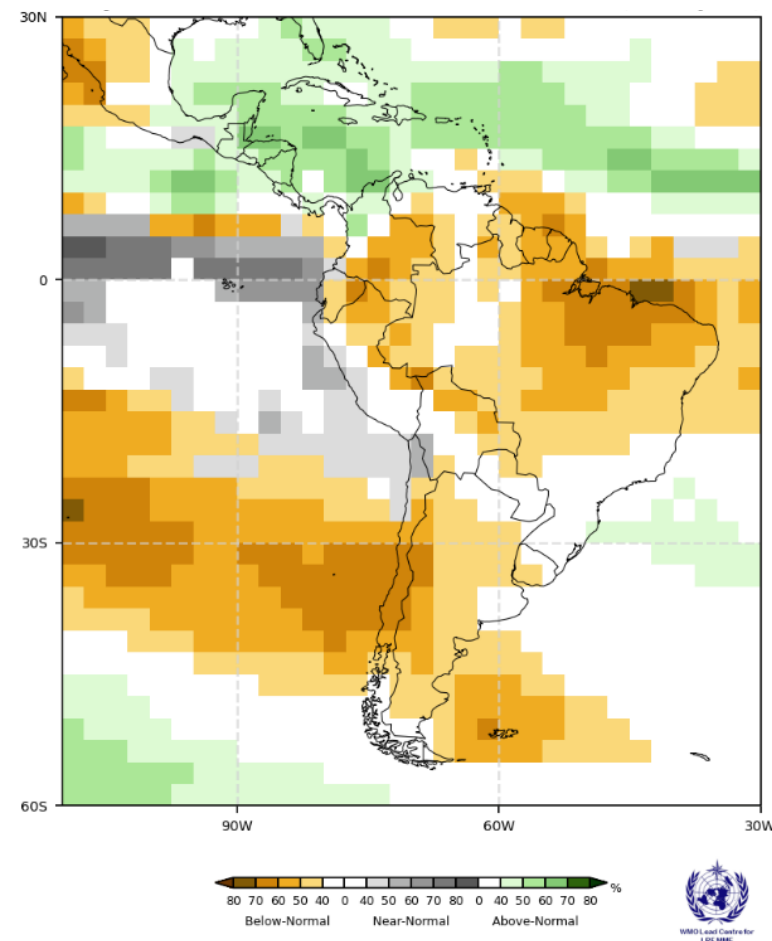 30N
0
30S
60S
90W
60W
30W
80 70 60 50 40 0 40 50 60 70 80 0 40 50 60 70 80 %
Below-Normal Near-Normal Above-Normal
WMO Lead Centre for
LRFMME